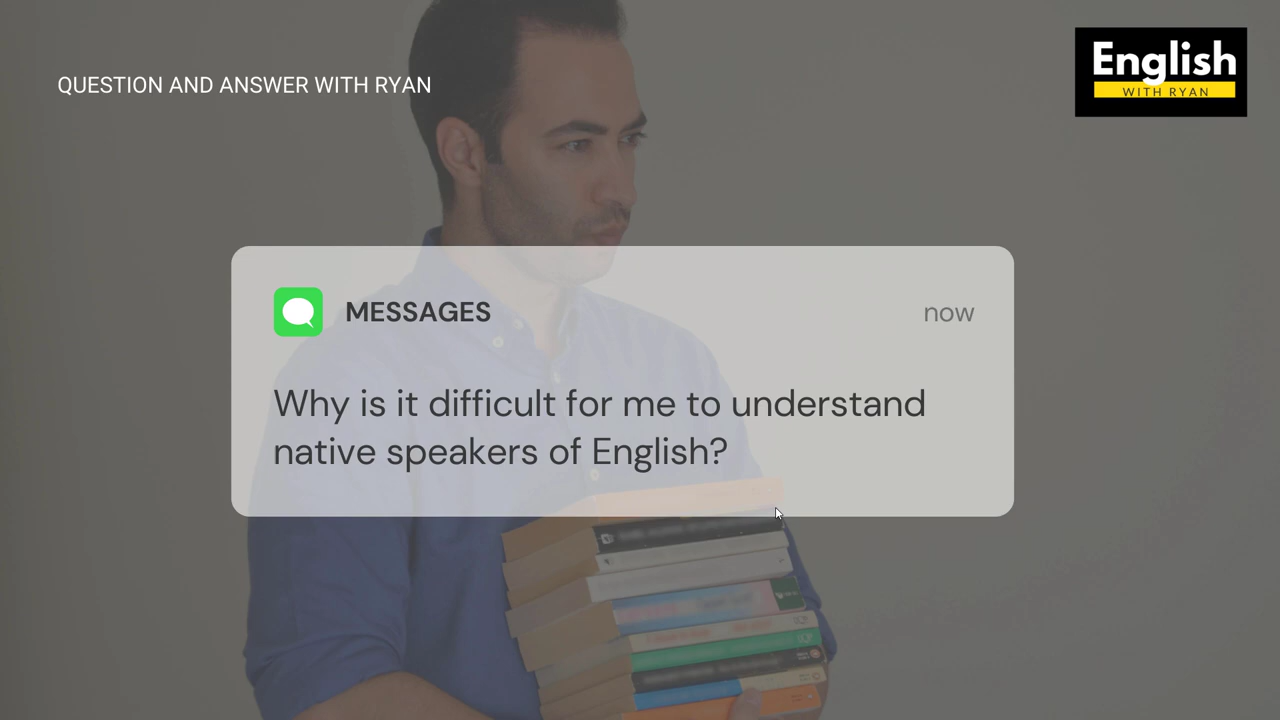 QUESTION AND ANSWER WITH RYAN
English
WITH RYAN
MESSAGES
now
Why is it difficult for me to understand
native speakers of English?